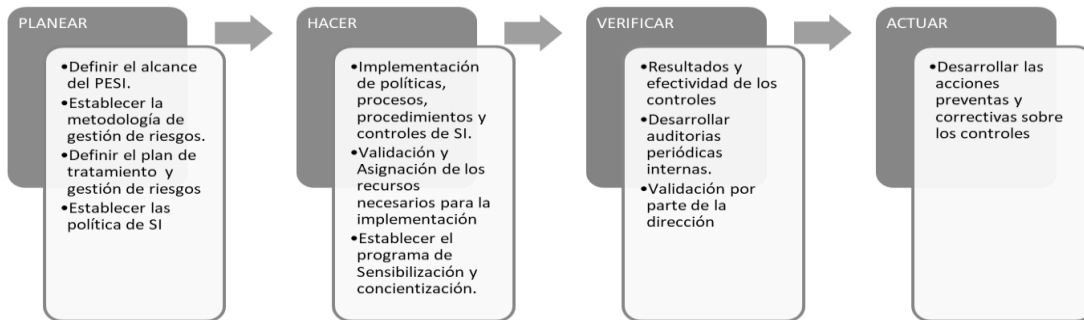 PLANEAR
•Definir el alcance
del PESI.
•Establecer la
metodología de
gestión de riesgos.
•Definir el plan de
tratamiento y
gestión de riesgos
•Establecer las
política de SI
HACER
•Implementación
de políticas,
procesos,
procedimientos y
controles de SI.
•Validación y
Asignación de los
recursos
necesarios para la
implementación
•Establecer el
programa de
Sensibilización y
concientización.
VERIFICAR
•Resultados y
efectividad de los
controles
•Desarrollar
auditorias
periódicas
internas.
•Validación por
parte de la
dirección
ACTUAR
•Desarrollar las
acciones
preventas y
correctivas sobre
los controles